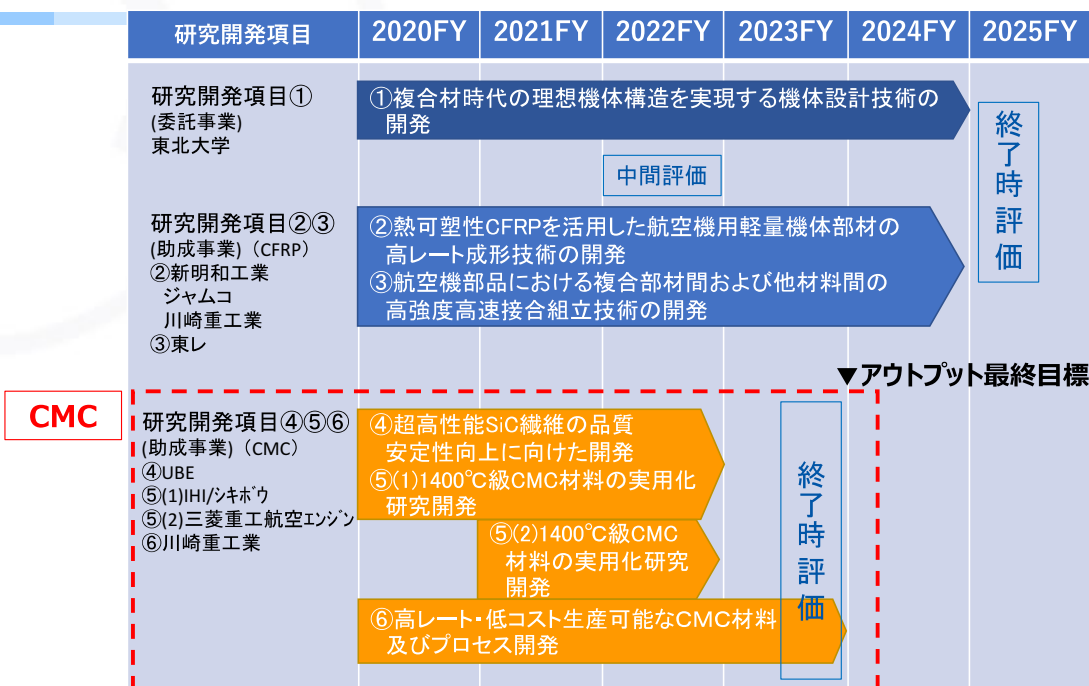 研究開発項目
2020FY
2021FY
2022FY
2023FY
2024FY
2025FY
研究開発項目①
(委託事業)
東北大学
①複合材時代の理想機体構造を実現する機体設計技術の
開発
中間評価
終了時評価
研究開発項目②③
(助成事業)（CFRP）
②新明和工業
ジャムコ
川崎重工業
③東レ
②熱可塑性CFRPを活用した航空機用軽量機体部材の
高レート成形技術の開発
③航空機部品における複合部材間および他材料間の
高強度高速接合組立技術の開発
▼アウトプット最終目標
CMC
研究開発項目④⑤⑥
(助成事業)（CMC）
④UBE
⑤(1)IHI/ｼｷﾎﾞｳ
⑤(2)三菱重工航空ｴﾝｼﾞﾝ
⑥川崎重工業
④超高性能SiC繊維の品質
安定性向上に向けた開発
⑤(1)1400℃級CMC材料の実用化
研究開発
⑤(2)1400℃級CMC
材料の実用化研究
開発
⑥高レート・低コスト生産可能なCMC材料
及びプロセス開発
終了時評価